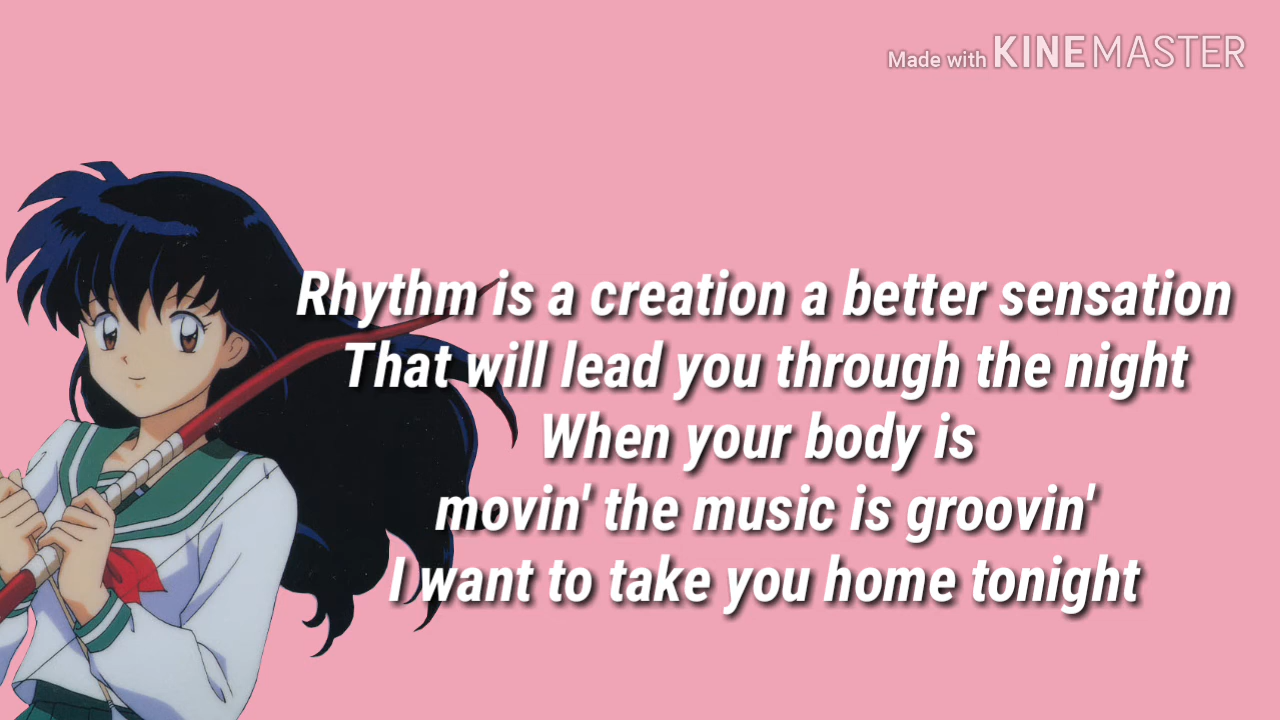 Made with KINEMASTER
Rhythm is a creation a better sensation
That will lead you through the night
When your body is
movin' the music is groovin'
I want to take you home tonight